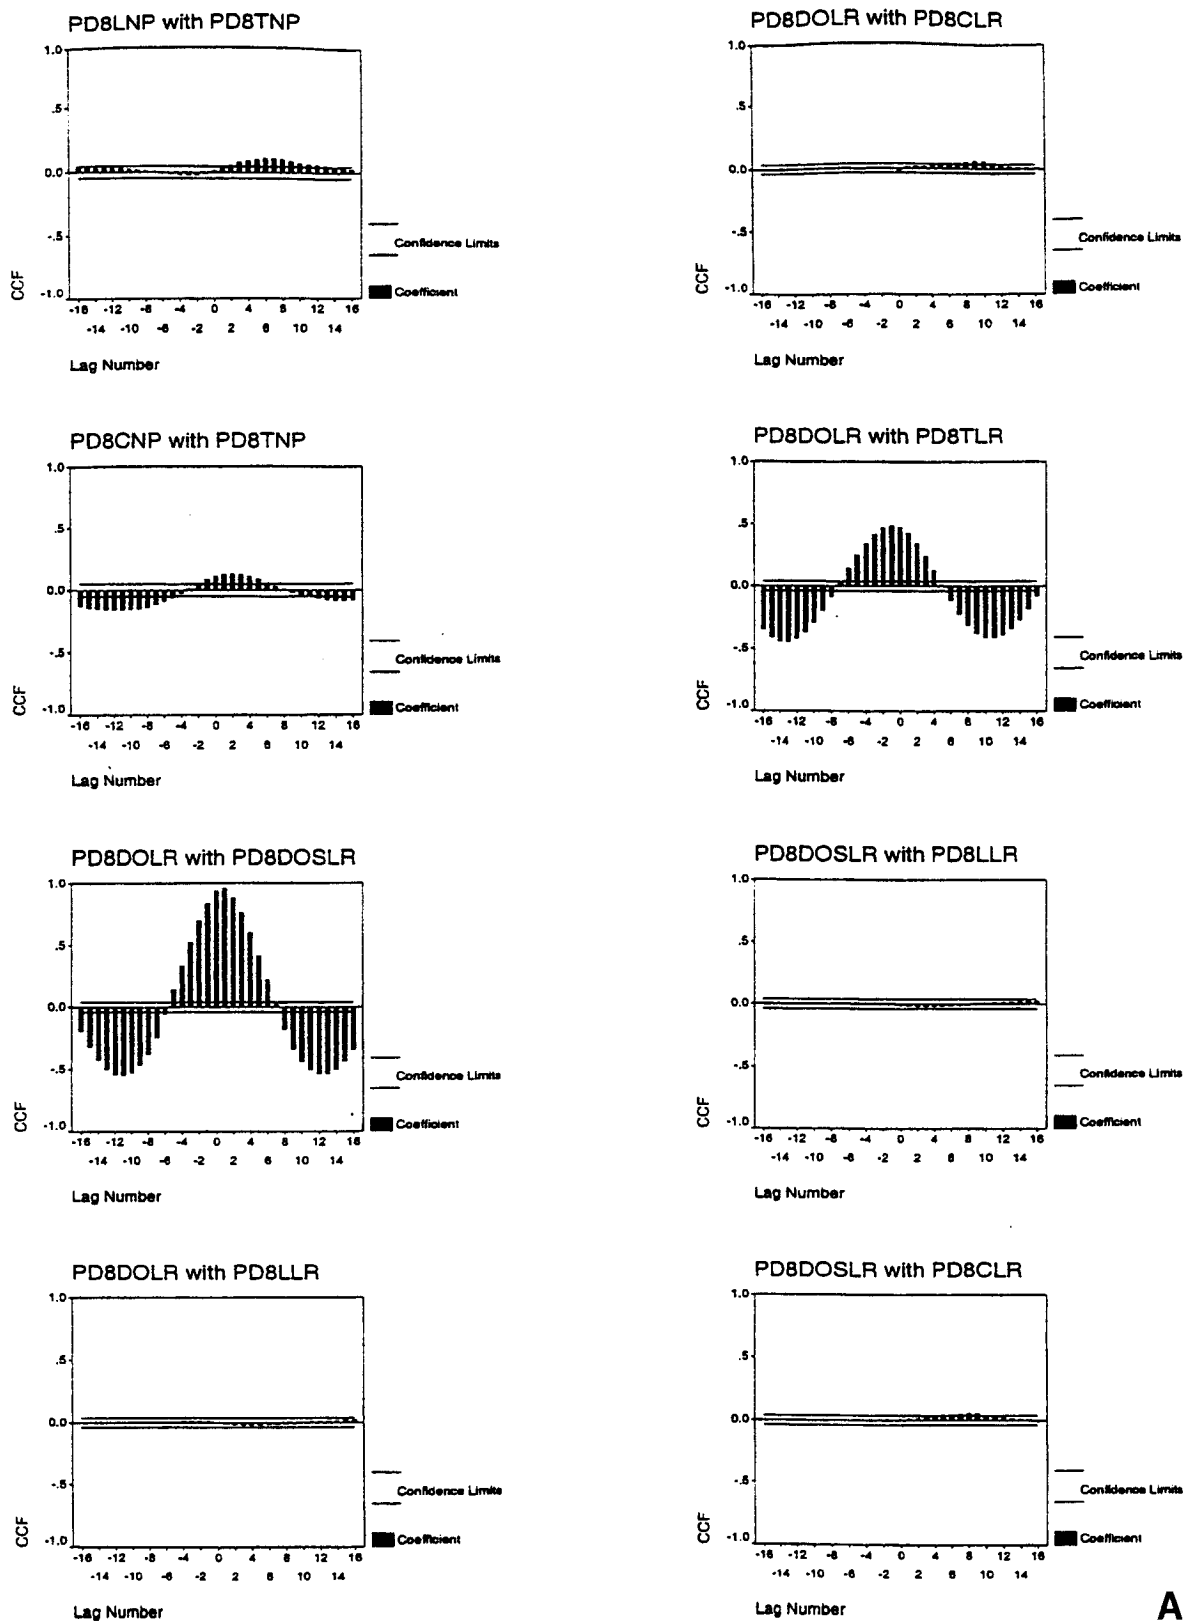 PD8LNP with PD8TNP
1.0
.5
0.0
-.5
-1.0
CCF
-16 -12 -8 -4 0 4 8 12 16
-14 -10 -6 -2 2 6 10 14
Lag Number
Confidence Limits
Coefficient
PD8DOLR with PD8CLR
1.0
.5
0.0
-.5
-1.0
CCF
-16 -12 -8 -4 0 4 8 12 16
-14 -10 -6 -2 2 6 10 14
Lag Number
Confidence Limits
Coefficient
PD8CNP with PD8TNP
1.0
.5
0.0
-.5
-1.0
CCF
-16 -12 -8 -4 0 4 8 12 16
-14 -10 -6 -2 2 6 10 14
Lag Number
Confidence Limits
Coefficient
PD8DOLR with PD8TLR
1.0
.5
0.0
-.5
-1.0
CCF
-16 -12 -8 -4 0 4 8 12 16
-14 -10 -6 -2 2 6 10 14
Lag Number
Confidence Limits
Coefficient
PD8DOLR with PD8DOSLR
1.0
.5
0.0
-.5
-1.0
CCF
-16 -12 -8 -4 0 4 8 12 16
-14 -10 -6 -2 2 6 10 14
Lag Number
Confidence Limits
Coefficient
PD8DOSLR with PD8LLR
1.0
.5
0.0
-.5
-1.0
CCF
-16 -12 -8 -4 0 4 8 12 16
-14 -10 -6 -2 2 6 10 14
Lag Number
Confidence Limits
Coefficient
PD8DOLR with PD8LLR
1.0
.5
0.0
-.5
-1.0
CCF
-16 -12 -8 -4 0 4 8 12 16
-14 -10 -6 -2 2 6 10 14
Lag Number
Confidence Limits
Coefficient
PD8DOSLR with PD8CLR
1.0
.5
0.0
-.5
-1.0
CCF
-16 -12 -8 -4 0 4 8 12 16
-14 -10 -6 -2 2 6 10 14
Lag Number
Confidence Limits
Coefficient
A